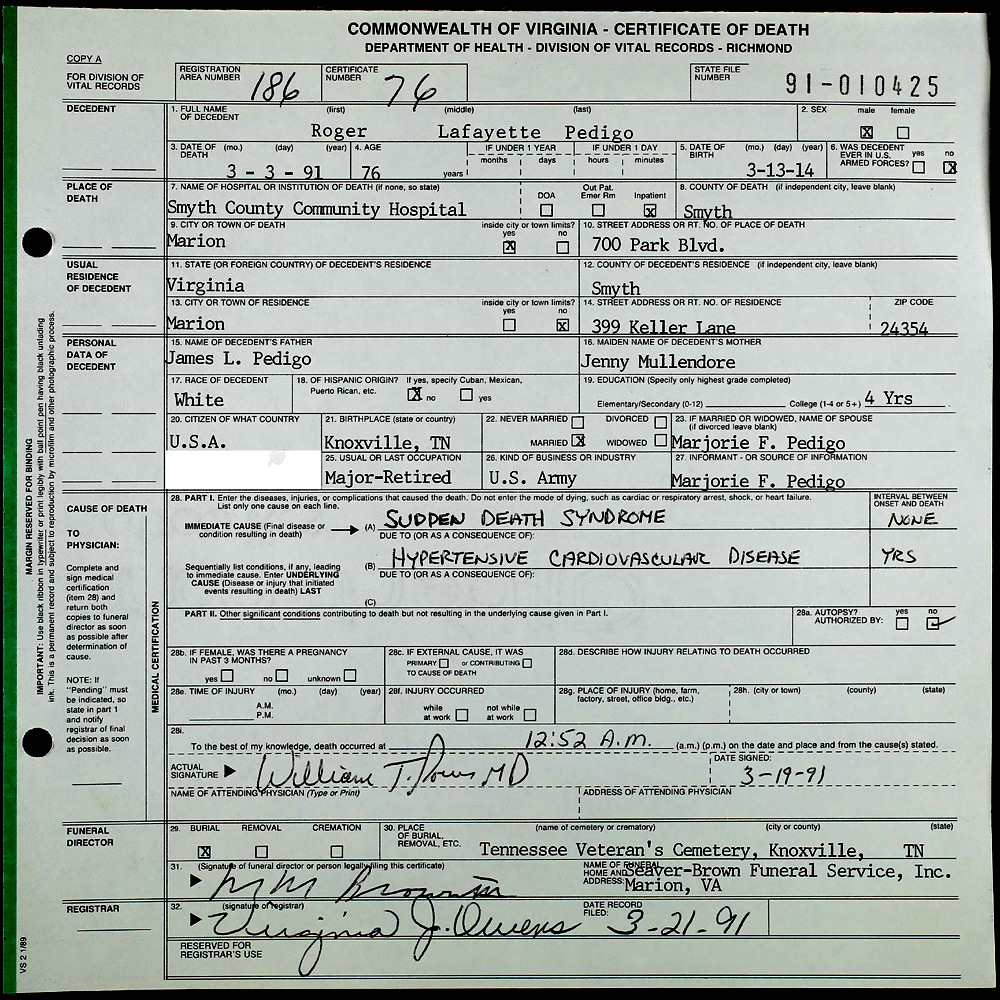 COMMONWEALTH OF VIRGINIA - CERTIFICATE OF DEATH
DEPARTMENT OF HEALTH - DIVISION OF VITAL RECORDS - RICHMOND
COPY A
FOR DIVISION OF VITAL RECORDS
REGISTRATION AREA NUMBER 186 CERTIFICATE NUMBER 76 STATE FILE NUMBER 91-010425
DECEDENT
1. FULL NAME OF DECEDENT (first) (middle) (last) 2. SEX male female
Roger Lafayette Pedigo X
3. DATE OF DEATH (mo.) (day) (year) 4. AGE IF UNDER 1 YEAR IF UNDER 1 DAY 5. DATE OF BIRTH (mo.) (day) (year) 6. WAS DECEDENT EVER IN U.S. ARMED FORCES? yes no
months days hours minutes
3 - 3 - 91 76 years 3-13-14 X
PLACE OF DEATH
7. NAME OF HOSPITAL OR INSTITUTION OF DEATH (if none, so state) DOA Out Pat. Emer Rm Inpatient 8. COUNTY OF DEATH (if independent city, leave blank)
Smyth County Community Hospital X Smyth
9. CITY OR TOWN OF DEATH inside city or town limits? yes no 10. STREET ADDRESS OR RT. NO. OF PLACE OF DEATH
Marion X 700 Park Blvd.
USUAL RESIDENCE OF DECEDENT
11. STATE (OR FOREIGN COUNTRY) OF DECEDENT'S RESIDENCE 12. COUNTY OF DECEDENT'S RESIDENCE (if independent city, leave blank)
Virginia Smyth
13. CITY OR TOWN OF RESIDENCE inside city or town limits? yes no 14. STREET ADDRESS OR RT. NO. OF RESIDENCE ZIP CODE
Marion X 399 Keller Lane 24354
PERSONAL DATA OF DECEDENT
15. NAME OF DECEDENT'S FATHER 16. MAIDEN NAME OF DECEDENT'S MOTHER
James L. Pedigo Jenny Mullendore
17. RACE OF DECEDENT 18. OF HISPANIC ORIGIN? If yes, specify Cuban, Mexican, Puerto Rican, etc. 19. EDUCATION (Specify only highest grade completed)
White X no yes Elementary/Secondary (0-12) College (1-4 or 5+) 4 Yrs
20. CITIZEN OF WHAT COUNTRY 21. BIRTHPLACE (state or country) 22. NEVER MARRIED DIVORCED 23. IF MARRIED OR WIDOWED, NAME OF SPOUSE (if divorced leave blank)
U.S.A. Knoxville, TN MARRIED X WIDOWED Marjorie F. Pedigo
25. USUAL OR LAST OCCUPATION 26. KIND OF BUSINESS OR INDUSTRY 27. INFORMANT - OR SOURCE OF INFORMATION
Major-Retired U.S. Army Marjorie F. Pedigo
CAUSE OF DEATH
TO PHYSICIAN:
Complete and sign medical certification (item 28) and return both copies to funeral director as soon as possible after determination of cause.
NOTE: If "Pending" must be indicated, so state in part 1 and notify registrar of final decision as soon as possible.
MEDICAL CERTIFICATION
28. PART I. Enter the diseases, injuries, or complications that caused the death. Do not enter the mode of dying, such as cardiac or respiratory arrest, shock, or heart failure. List only one cause on each line. INTERVAL BETWEEN ONSET AND DEATH
IMMEDIATE CAUSE (Final disease or condition resulting in death) (A) SUDDEN DEATH SYNDROME NONE
DUE TO (OR AS A CONSEQUENCE OF):
Sequentially list conditions, if any, leading to immediate cause. Enter UNDERLYING CAUSE (Disease or injury that initiated events resulting in death) LAST (B) HYPERTENSIVE CARDIOVASCULAR DISEASE YRS
DUE TO (OR AS A CONSEQUENCE OF):
(C)
PART II. Other significant conditions contributing to death but not resulting in the underlying cause given in Part I. 28a. AUTOPSY? AUTHORIZED BY: yes no
28b. IF FEMALE, WAS THERE A PREGNANCY IN PAST 3 MONTHS? yes no unknown
28c. IF EXTERNAL CAUSE, IT WAS PRIMARY or CONTRIBUTING TO CAUSE OF DEATH
28d. DESCRIBE HOW INJURY RELATING TO DEATH OCCURRED
28e. TIME OF INJURY (mo.) (day) (year) A.M. P.M.
28f. INJURY OCCURRED while at work not while at work
28g. PLACE OF INJURY (home, farm, factory, street, office bldg., etc.) 28h. (city or town) (county) (state)
28i.
To the best of my knowledge, death occurred at 12:52 A.M. (a.m.) (p.m.) on the date and place and from the cause(s) stated.
ACTUAL SIGNATURE William T. MD DATE SIGNED: 3-19-91
NAME OF ATTENDING PHYSICIAN (Type or Print) ADDRESS OF ATTENDING PHYSICIAN
FUNERAL DIRECTOR
29. BURIAL REMOVAL CREMATION 30. PLACE OF BURIAL, REMOVAL, ETC. (name of cemetery or crematory) (city or county) (state)
X Tennessee Veteran's Cemetery, Knoxville, TN
31. (Signature of funeral director or person legally filing this certificate) NAME OF FUNERAL HOME AND ADDRESS: Seaver-Brown Funeral Service, Inc.
Marion, VA
REGISTRAR
32. (signature of registrar) DATE RECORD FILED:
Virginia J. Owens 3-21-91
RESERVED FOR REGISTRAR'S USE
MARGIN RESERVED FOR BINDING
IMPORTANT: Use black ribbon in typewriter or print legibly with ball point pen having black unfading ink. This is a permanent record and subject to reproduction by microfilm and other photographic process.
VS 2 1/89